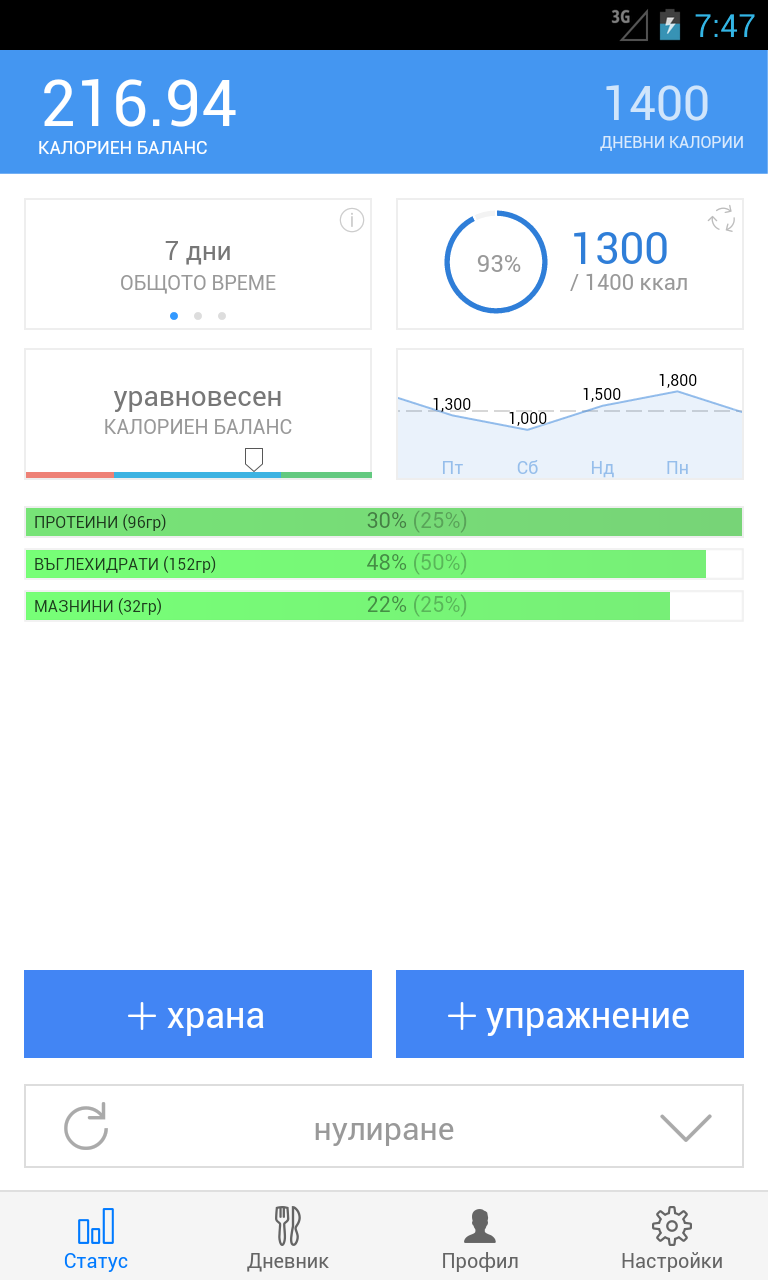 3G
7:47
216.94
КАЛОРИЕН БАЛАНС
1400
ДНЕВНИ КАЛОРИИ
7 дни
ОБЩОТО ВРЕМЕ
i
93%
1300
/ 1400 ккал
уравновесен
КАЛОРИЕН БАЛАНС
1,300
1,000
1,500
1,800
Пт
Сб
Нд
Пн
ПРОТЕИНИ (96гр) 30% (25%)
ВЪГЛЕХИДРАТИ (152гр) 48% (50%)
МАЗНИНИ (32гр) 22% (25%)
+ храна
+ упражнение
нулиране
Статус
Дневник
Профил
Настройки